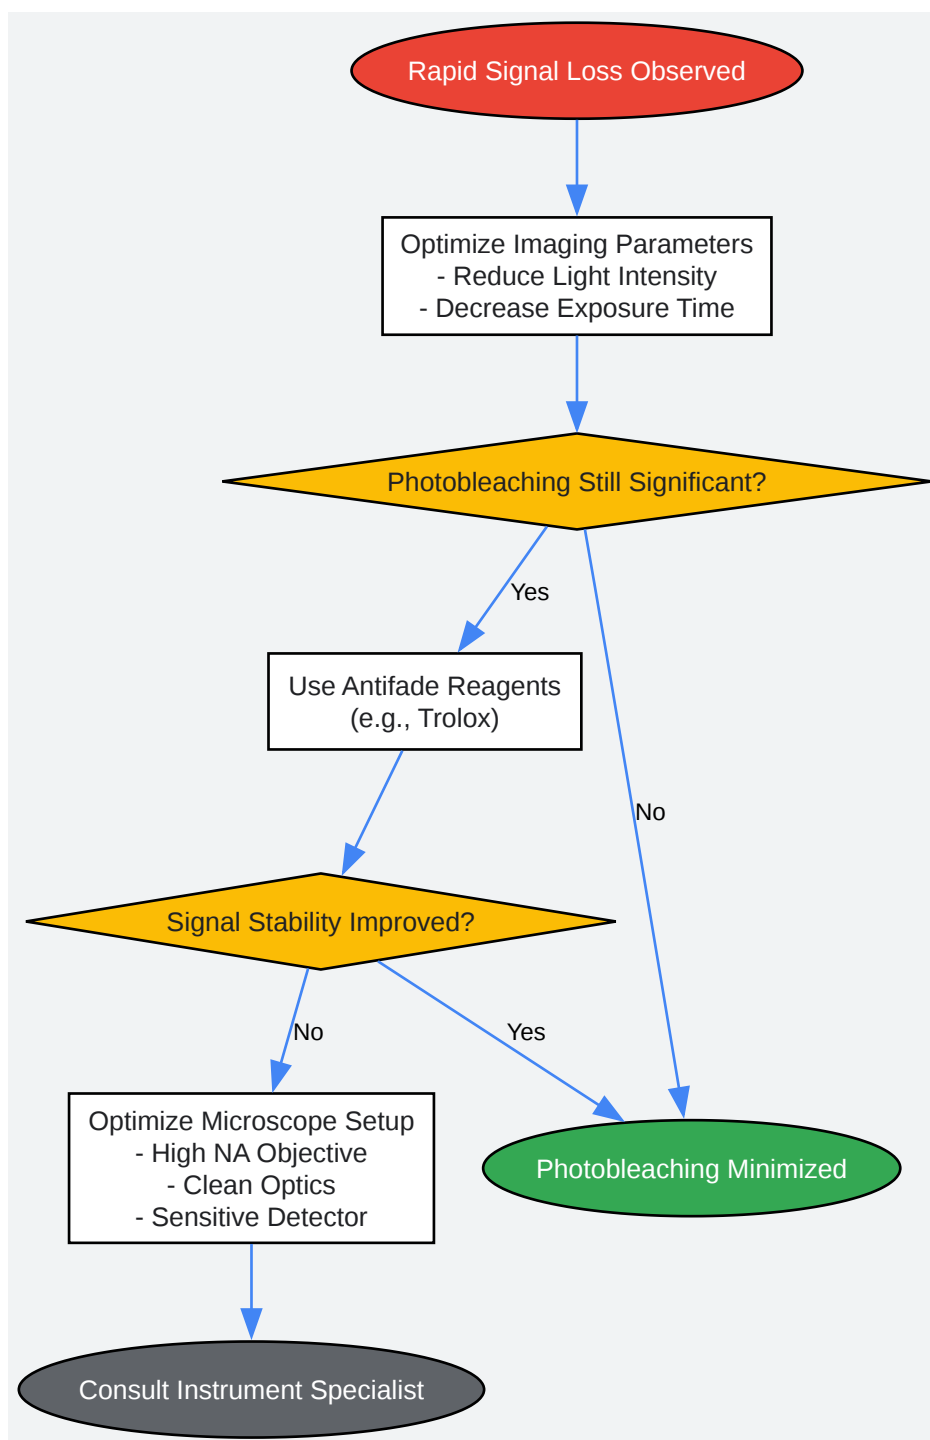 Rapid Signal Loss Observed
Optimize Imaging Parameters
- Reduce Light Intensity
- Decrease Exposure Time
Photobleaching Still Significant?
Yes
Use Antifade Reagents
(e.g., Trolox)
No
Signal Stability Improved?
No
Yes
Optimize Microscope Setup
- High NA Objective
- Clean Optics
- Sensitive Detector
Photobleaching Minimized
Consult Instrument Specialist